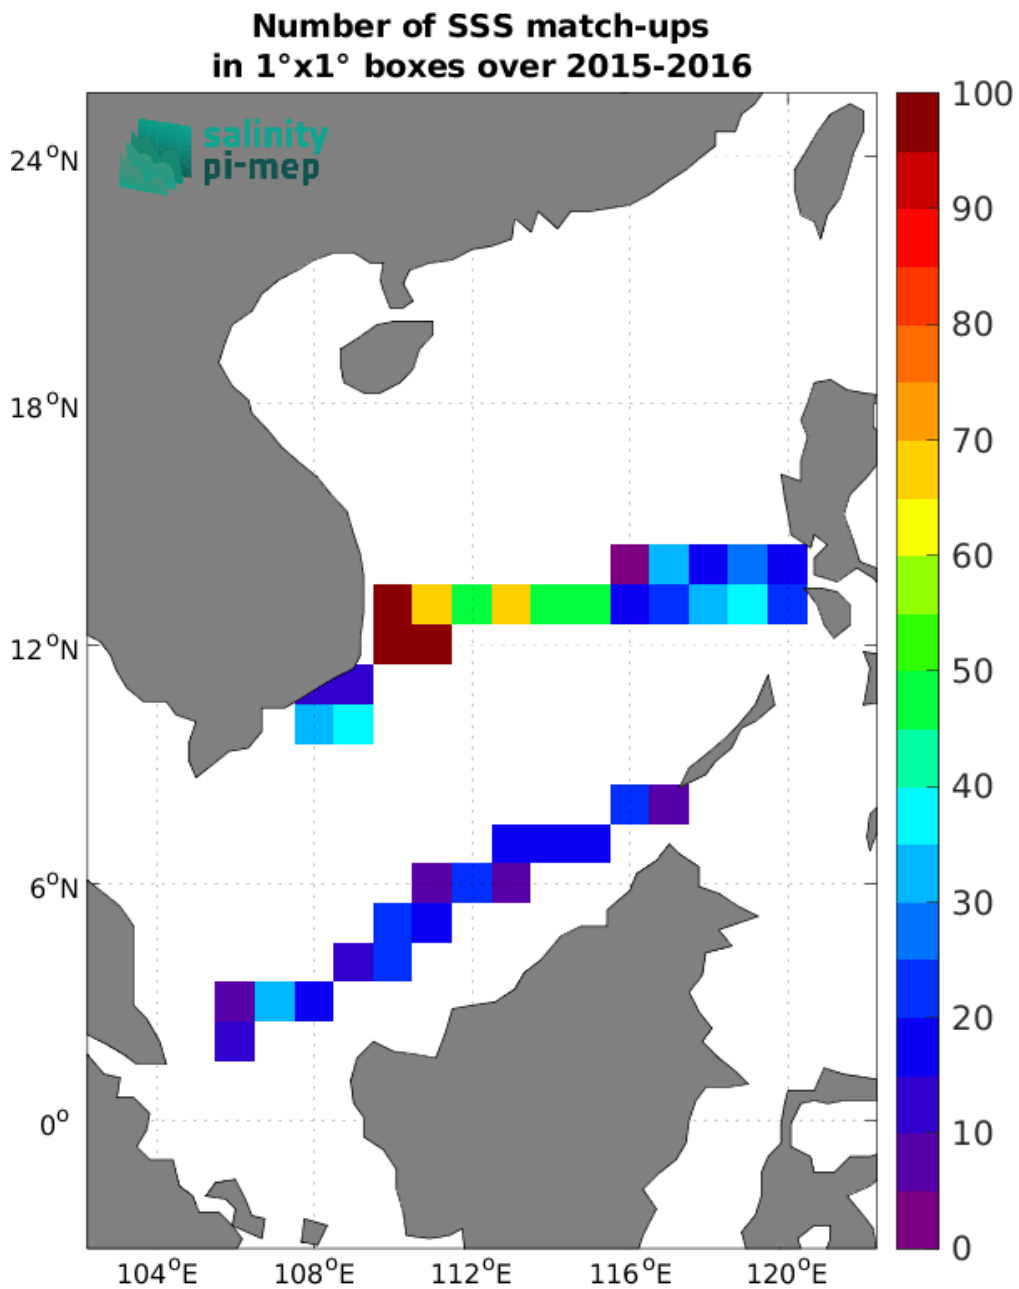 Number of SSS match-ups
in 1°x1° boxes over 2015-2016
salinity
pi-mep
24°N
18°N
12°N
6°N
0°
104°E 108°E 112°E 116°E 120°E
100
90
80
70
60
50
40
30
20
10
0